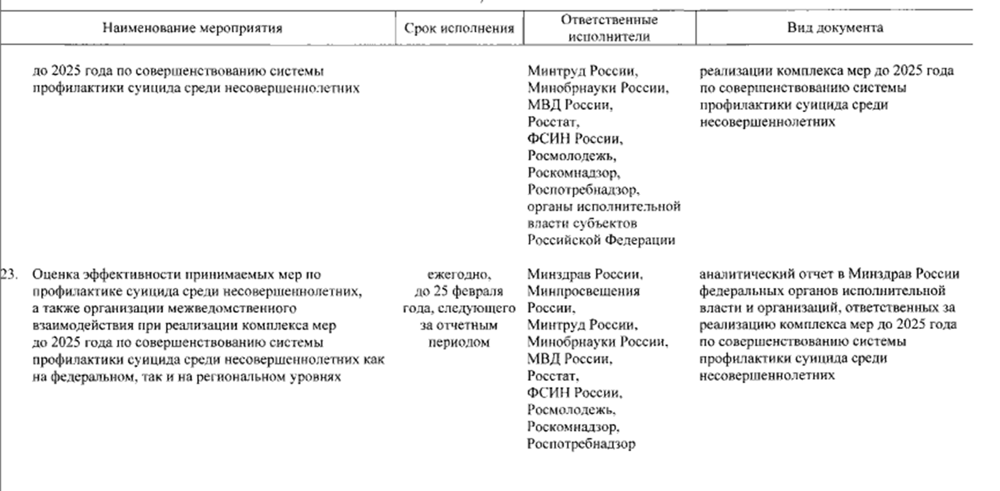 Наименование мероприятия
Срок исполнения
Ответственные
исполнители
Вид документа
до 2025 года по совершенствованию системы
профилактики суицида среди несовершеннолетних
Минтруд России,
Минобрнауки России,
МВД России,
Росстат,
ФСИН России,
Росмолодежь,
Роскомнадзор,
Роспотребнадзор,
органы исполнительной
власти субъектов
Российской Федерации
реализации комплекса мер до 2025 года
по совершенствованию системы
профилактики суицида среди
несовершеннолетних
23. Оценка эффективности принимаемых мер по
профилактике суицида среди несовершеннолетних,
а также организации межведомственного
взаимодействия при реализации комплекса мер
до 2025 года по совершенствованию системы
профилактики суицида среди несовершеннолетних как
на федеральном, так и на региональном уровнях
ежегодно,
до 25 февраля
года, следующего
за отчетным
периодом
Минздрав России,
Минпросвещения
России,
Минтруд России,
Минобрнауки России,
МВД России,
Росстат,
ФСИН России,
Росмолодежь,
Роскомнадзор,
Роспотребнадзор
аналитический отчет в Минздрав России
федеральных органов исполнительной
власти и организаций, ответственных за
реализацию комплекса мер до 2025 года
по совершенствованию системы
профилактики суицида среди
несовершеннолетних